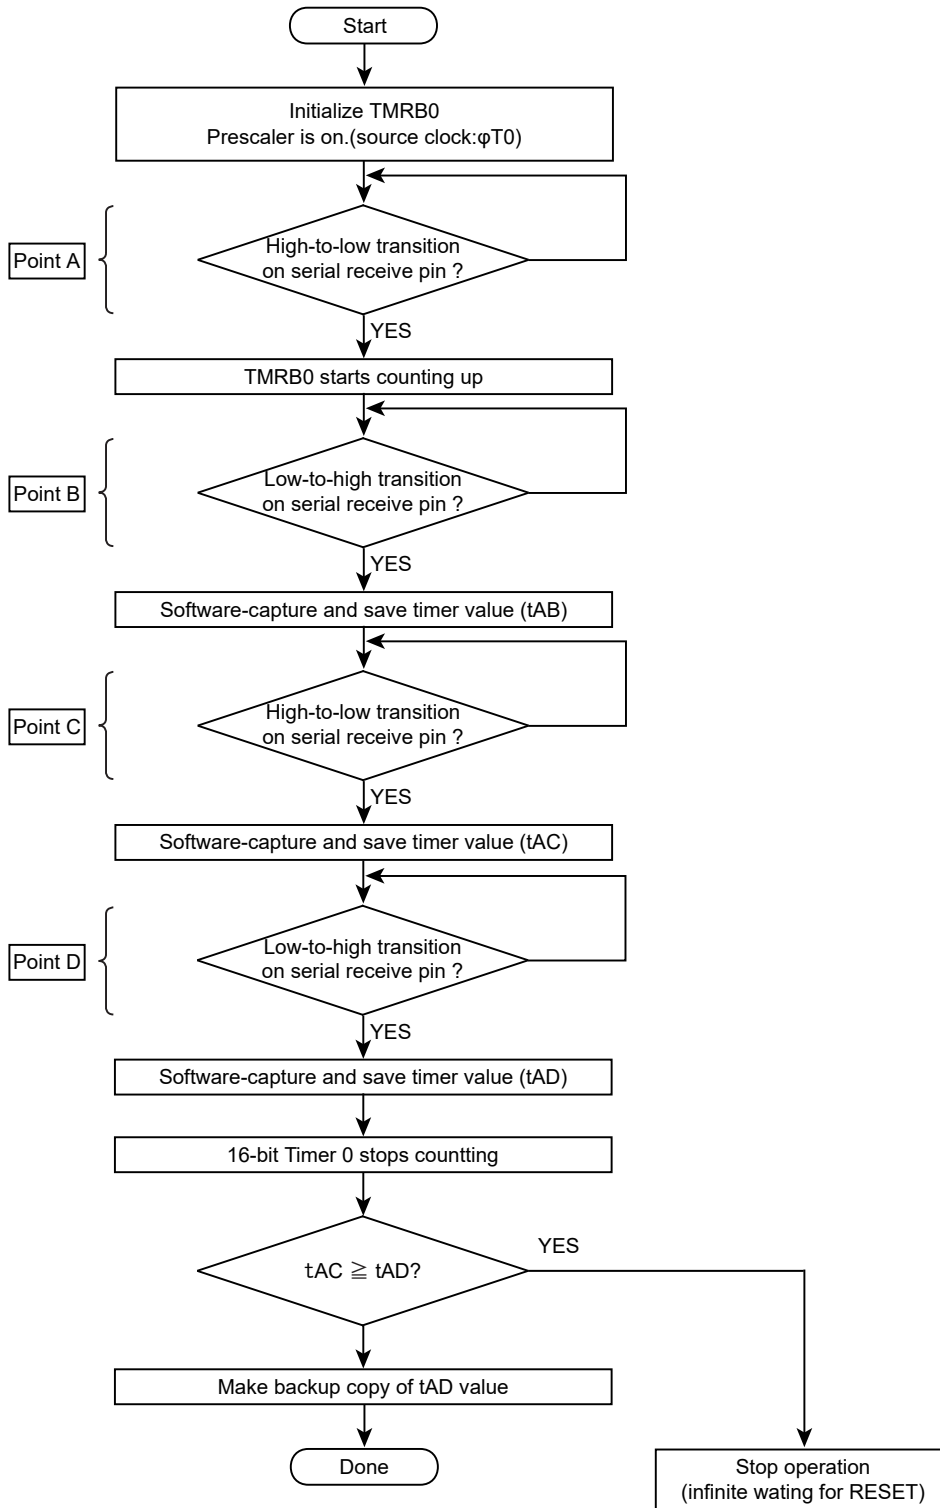 Start
Initialize TMRB0
Prescaler is on.(source clock:φT0)
Point A
High-to-low transition
on serial receive pin ?
YES
TMRB0 starts counting up
Point B
Low-to-high transition
on serial receive pin ?
YES
Software-capture and save timer value (tAB)
Point C
High-to-low transition
on serial receive pin ?
YES
Software-capture and save timer value (tAC)
Point D
Low-to-high transition
on serial receive pin ?
YES
Software-capture and save timer value (tAD)
16-bit Timer 0 stops countting
YES
tAC ≧ tAD?
Make backup copy of tAD value
Done
Stop operation
(infinite wating for RESET)